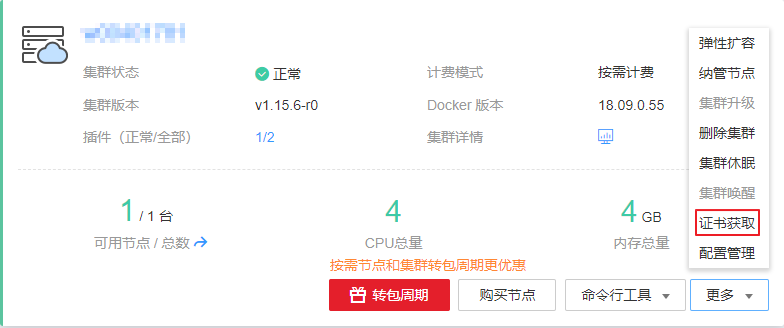 集群状态 正常 计费模式 按需计费
集群版本 v1.15.6-r0 Docker 版本 18.09.0.55
插件（正常/全部） 1/2 集群详情
1 / 1 台 4 4 GB
可用节点 / 总数 CPU总量 内存总量
按需节点和集群转包周期更优惠
转包周期 购买节点 命令行工具 更多
弹性扩容
纳管节点
集群升级
删除集群
集群休眠
集群唤醒
证书获取
配置管理